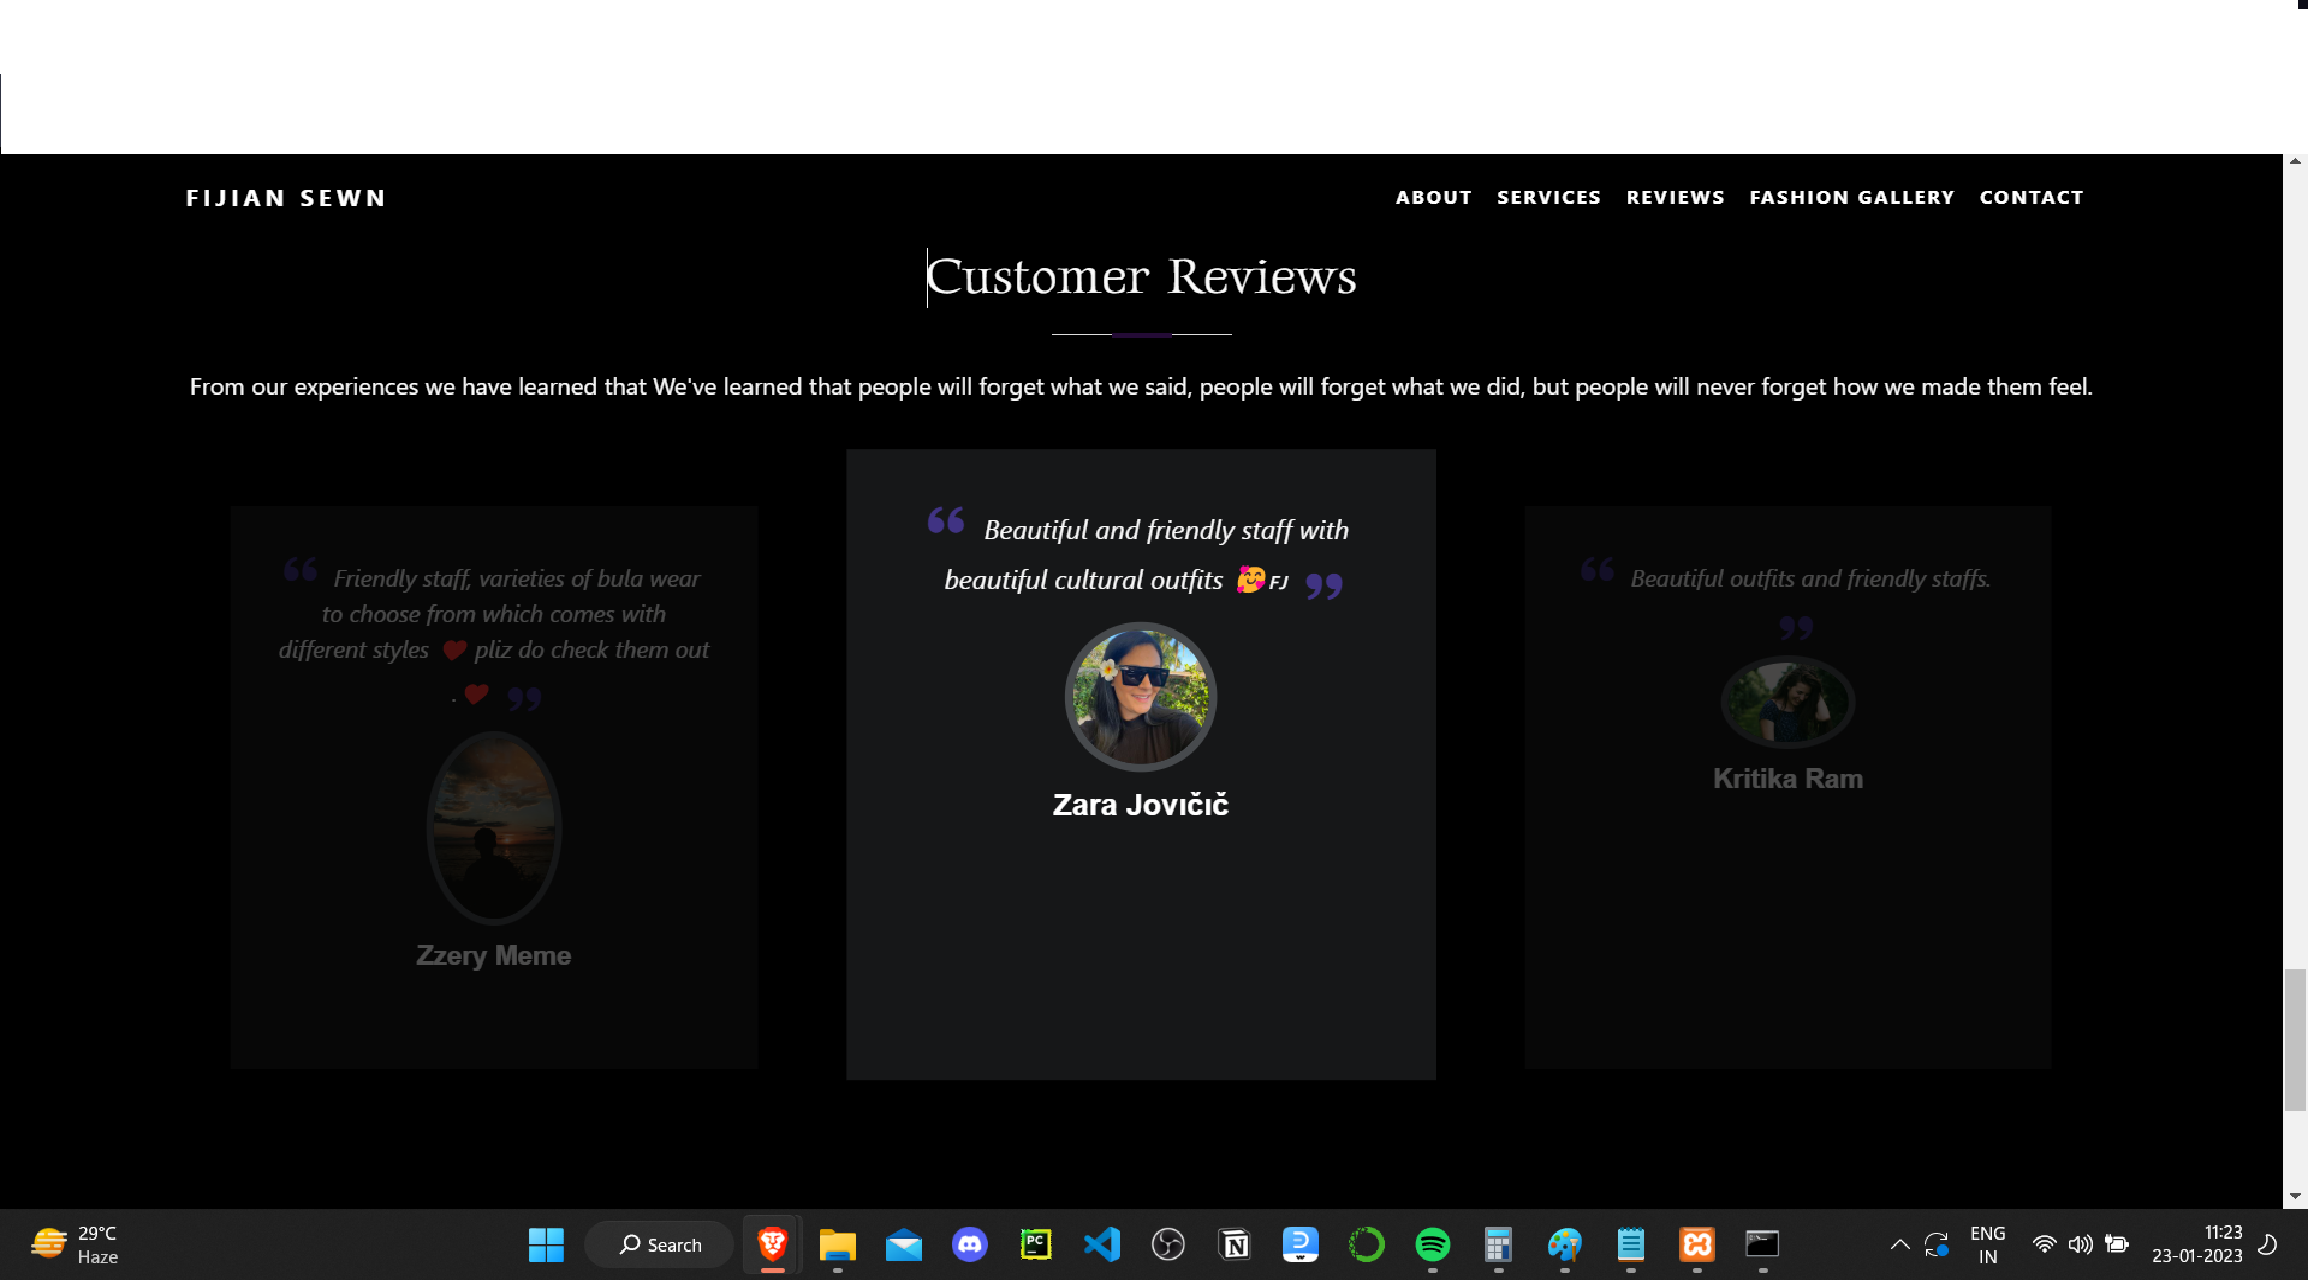 FIJIAN SEWN
ABOUT SERVICES REVIEWS FASHION GALLERY CONTACT
Customer Reviews
From our experiences we have learned that We've learned that people will forget what we said, people will forget what we did, but people will never forget how we made them feel.
“ Friendly staff, varieties of bula wear
to choose from which comes with
different styles ❤ pliz do check them out
. ❤ ”
Zzery Meme
“ Beautiful and friendly staff with
beautiful cultural outfits 🥰FJ ”
Zara Jovičič
“ Beautiful outfits and friendly staffs.
”
Kritika Ram
29°C
Haze
Search
PC
ENG
IN
11:23
23-01-2023